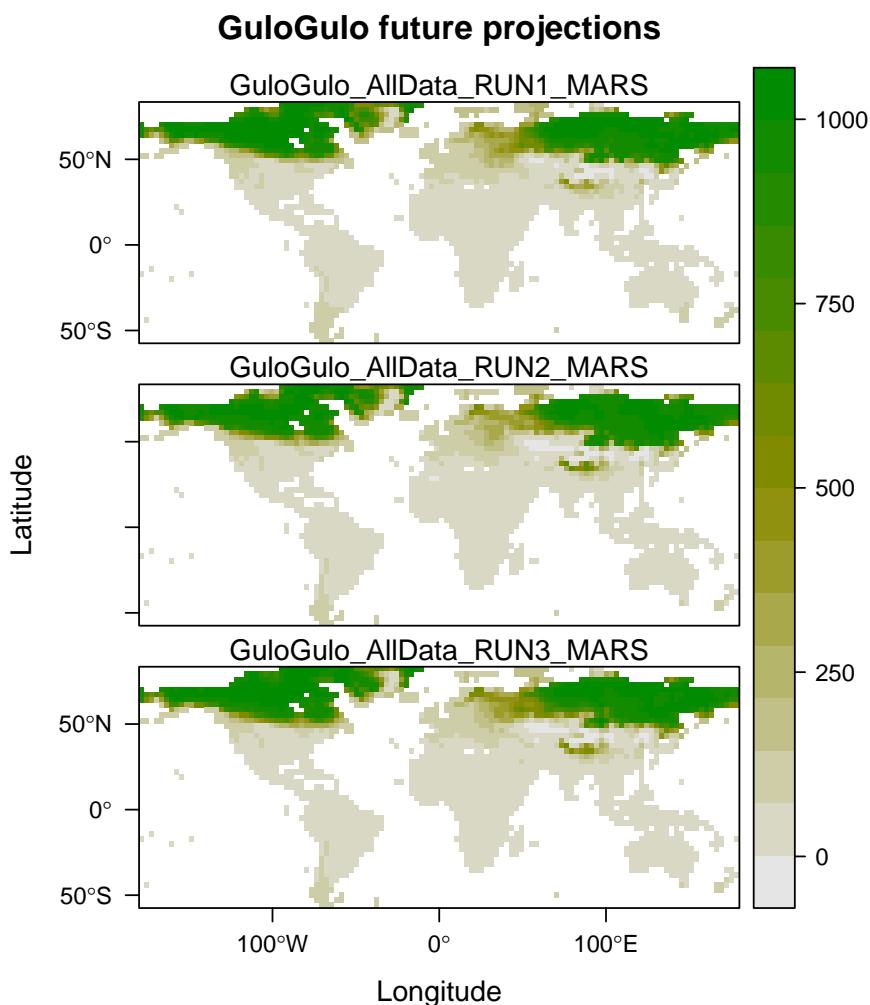 GuloGulo future projections
GuloGulo_AllData_RUN1_MARS
50°N
0°
50°S
GuloGulo_AllData_RUN2_MARS
GuloGulo_AllData_RUN3_MARS
50°N
0°
50°S
100°W
0°
100°E
Latitude
Longitude
1000
750
500
250
0